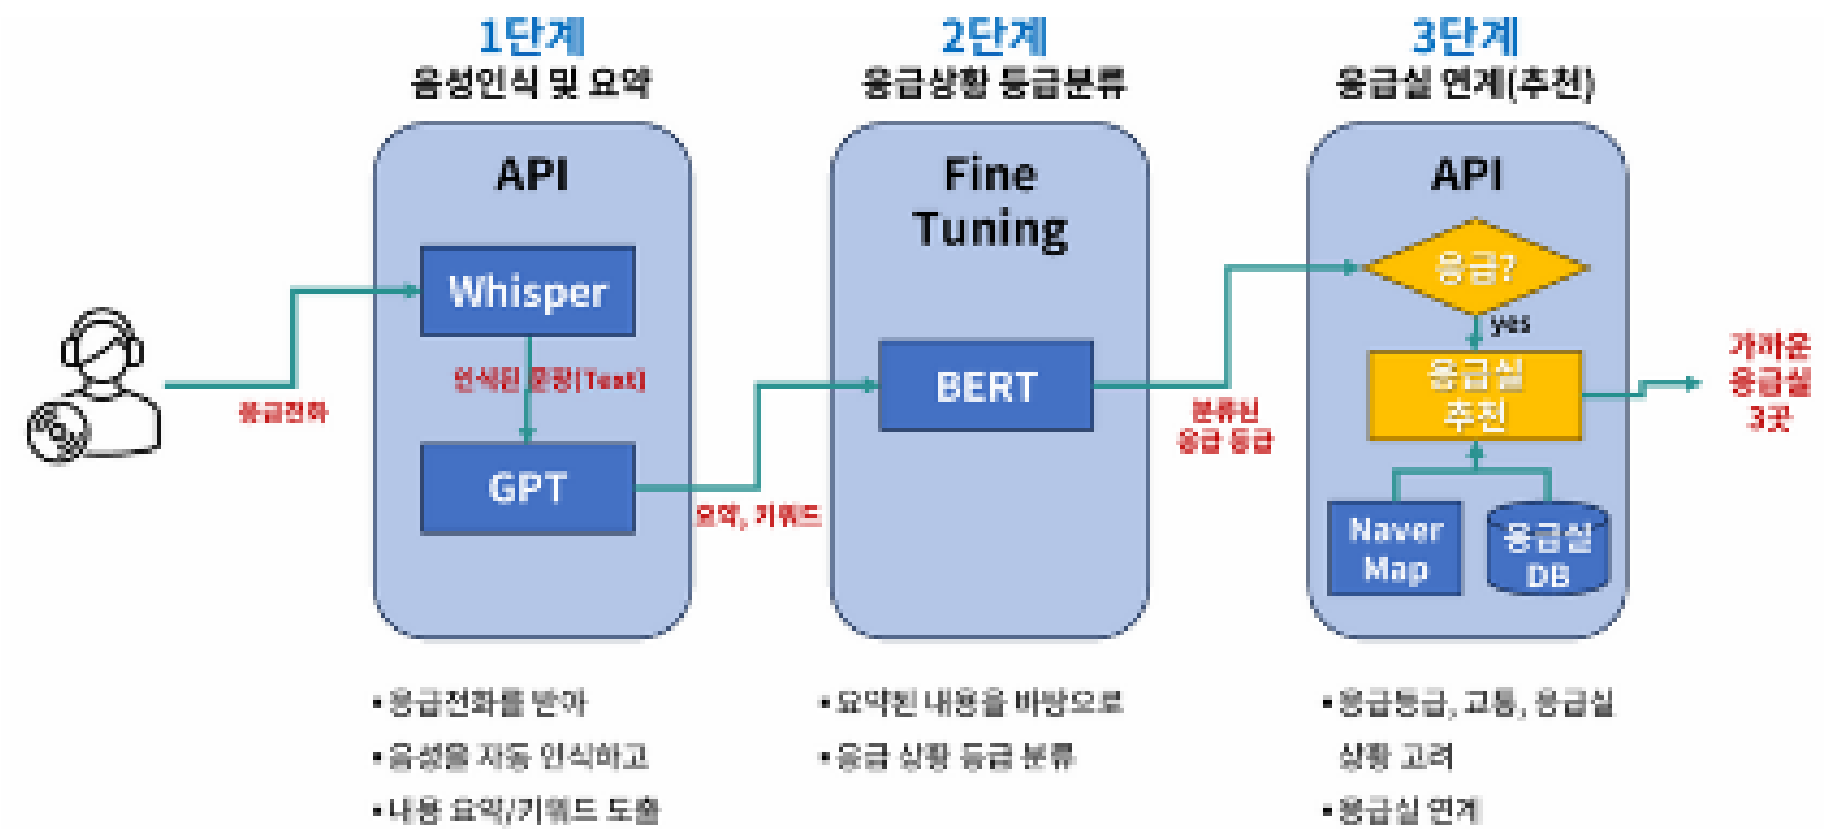 1단계
음성인식 및 요약
2단계
응급상황 등급분류
3단계
응급실 연계(추천)
API
Whisper
인식된 문장(Text)
GPT
응급전화
요약, 키워드
Fine
Tuning
BERT
분류된
응급 등급
API
응급?
yes
응급실
추천
Naver
Map
응급실
DB
가까운
응급실
3곳
▪ 응급전화를 받아
▪ 음성을 자동 인식하고
▪ 내용 요약/키워드 도출
▪ 요약된 내용을 바탕으로
▪ 응급 상황 등급 분류
▪ 응급등급, 교통, 응급실
상황 고려
▪ 응급실 연계